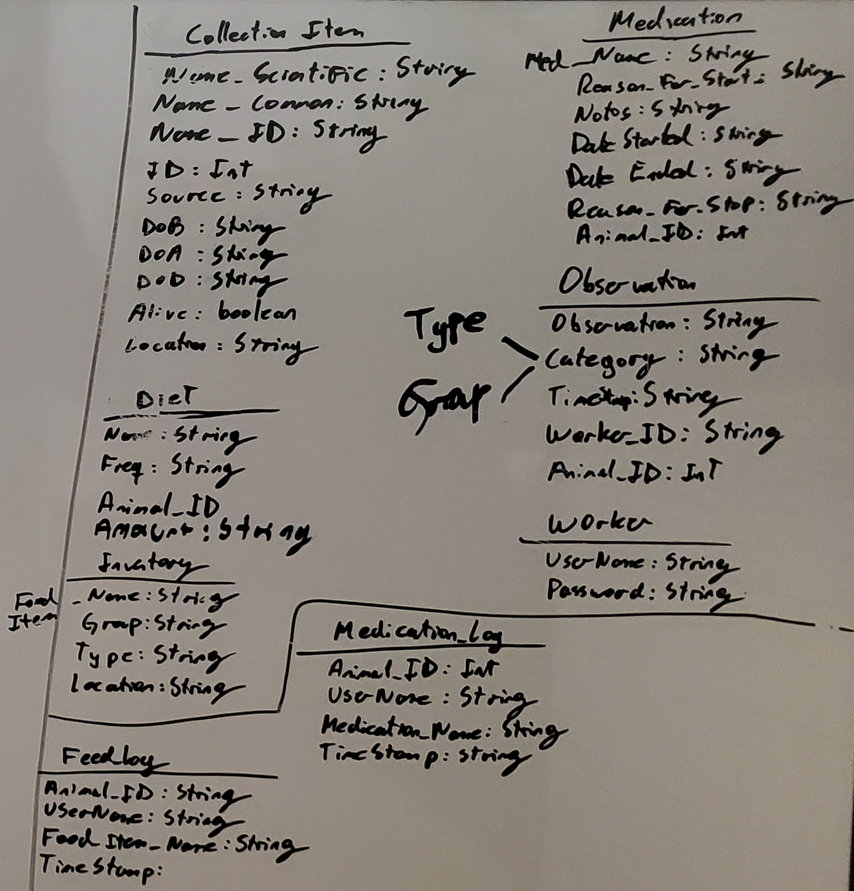 Collection Item
Name_Scientific : String
Name_Common : String
Name_ID : String
ID : Int
Source : String
DoB : String
DoA : String
DoD : String
Alive : boolean
Location : String
Diet
Name : String
Freq : String
Animal_ID
Amount : String
Invatory
Food Item
_Name : String
Group : String
Type : String
Location : String
Feedlog
Animal_ID : String
UserName : String
Food Item_Name : String
TimeStamp :
Medication
Med_Name : String
Reason_For_Start : String
Notes : String
Date Started : String
Date Ended : String
Reason_For_Stop : String
Animal_ID : Int
Observation
Observation : String
Type
Group
Category : String
TimeStamp : String
Worker_ID : String
Animal_ID : InT
Worker
UserName : String
Password : String
Medication_Log
Animal_ID : Int
UserName : String
Medication_Name : String
TimeStamp : String